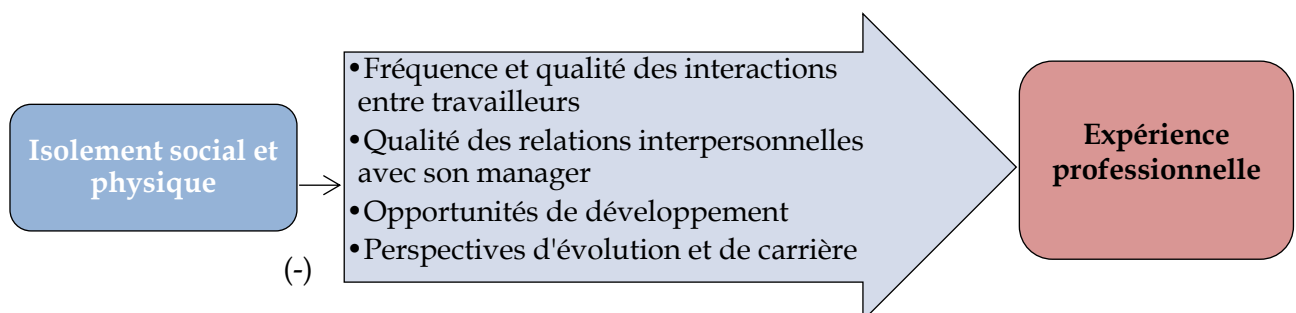 Isolement social et
physique
(-)
•Fréquence et qualité des interactions
entre travailleurs
•Qualité des relations interpersonnelles
avec son manager
•Opportunités de développement
•Perspectives d'évolution et de carrière
Expérience
professionnelle